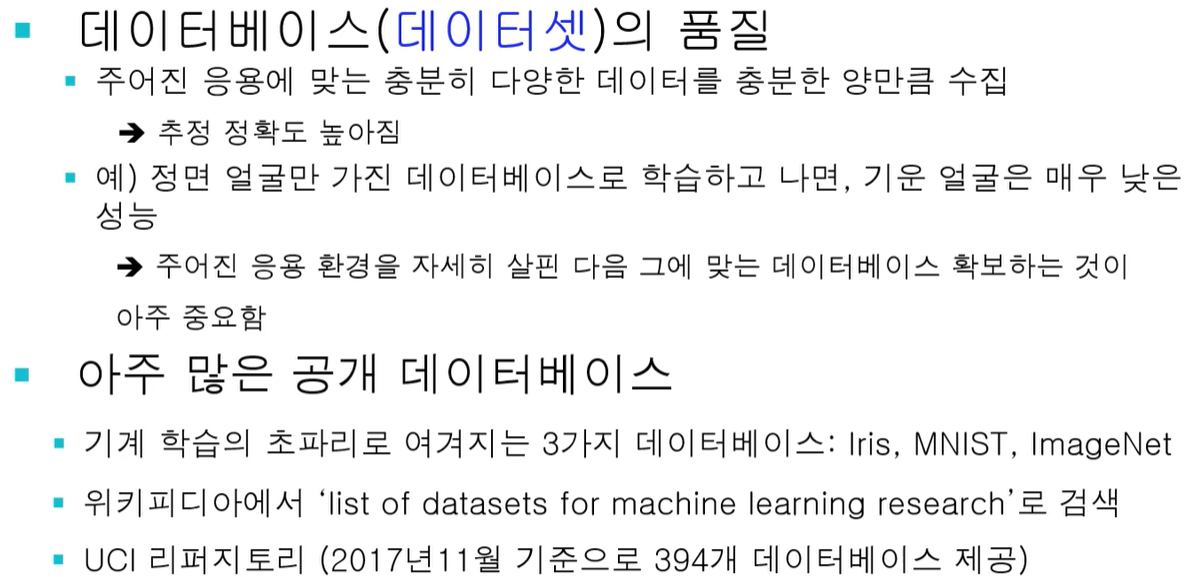 데이터베이스(데이터셋)의 품질
주어진 응용에 맞는 충분히 다양한 데이터를 충분한 양만큼 수집
➔ 추정 정확도 높아짐
예) 정면 얼굴만 가진 데이터베이스로 학습하고 나면, 기운 얼굴은 매우 낮은
성능
➔ 주어진 응용 환경을 자세히 살핀 다음 그에 맞는 데이터베이스 확보하는 것이
아주 중요함
아주 많은 공개 데이터베이스
기계 학습의 초파리로 여겨지는 3가지 데이터베이스: Iris, MNIST, ImageNet
위키피디아에서 ‘list of datasets for machine learning research’로 검색
UCI 리퍼지토리 (2017년11월 기준으로 394개 데이터베이스 제공)